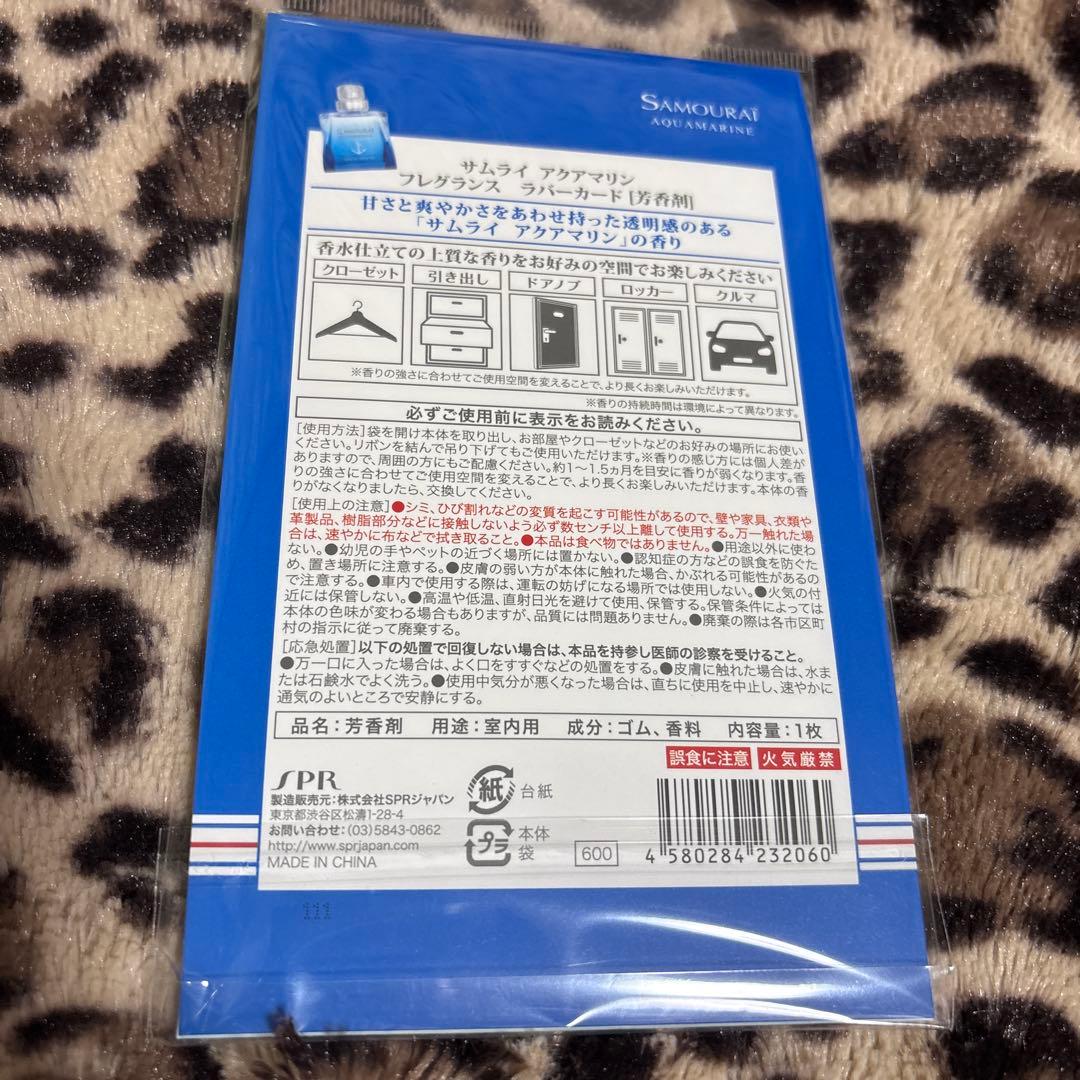 SAMOURAÏ
AQUAMARINE
サムライ アクアマリン
フレグランス ラバーカード [芳香剤]
甘さと爽やかさをあわせ持った透明感のある
「サムライ アクアマリン」の香り
香水仕立ての上質な香りをお好みの空間でお楽しみください
クローゼット 引き出し ドアノブ ロッカー クルマ
※香りの強さに合わせてご使用空間を変えることで、より長くお楽しみいただけます。
※香りの持続時間は環境によって異なります。
必ずご使用前に表示をお読みください。
[使用方法]袋を開け本体を取り出し、お部屋やクローゼットなどのお好みの場所にお使い
ください。リボンを結んで吊り下げてもご使用いただけます。※香りの感じ方には個人差が
ありますので、周囲の方にもご配慮ください。約1〜1.5ヵ月を目安に香りが弱くなります。香
りの強さに合わせてご使用空間を変えることで、より長くお楽しみいただけます。本体の香
りがなくなりましたら、交換してください。
[使用上の注意]●シミ、ひび割れなどの変質を起こす可能性があるので、壁や家具、衣類や
革製品、樹脂部分などに接触しないよう必ず数センチ以上離して使用する。万一触れた場
合は、速やかに布などで拭き取ること。●本品は食べ物ではありません。●用途以外に使わ
ない。●幼児の手やペットの近づく場所には置かない。●認知症の方などの誤食を防ぐた
め、置き場所に注意する。●皮膚の弱い方が本体に触れた場合、かぶれる可能性があるの
で注意する。●車内で使用する際は、運転の妨げになる場所では使用しない。●火気の付
近には保管しない。●高温や低温、直射日光を避けて使用、保管する。保管条件によっては
本体の色味が変わる場合もありますが、品質には問題ありません。●廃棄の際は各市区町
村の指示に従って廃棄する。
[応急処置]以下の処置で回復しない場合は、本品を持参し医師の診察を受けること。
●万一口に入った場合は、よく口をすすぐなどの処置をする。●皮膚に触れた場合は、水ま
たは石鹸水でよく洗う。●使用中気分が悪くなった場合は、直ちに使用を中止し、速やかに
通気のよいところで安静にする。
品名:芳香剤 用途:室内用 成分:ゴム、香料 内容量:1枚
誤食に注意 火気厳禁
SPR
製造販売元:株式会社SPRジャパン
東京都渋谷区松濤1-28-4
お問い合わせ:(03)5843-0862
http://www.sprjapan.com
MADE IN CHINA
紙 台紙
プラ 本体
袋
600
4 580284 232060
111